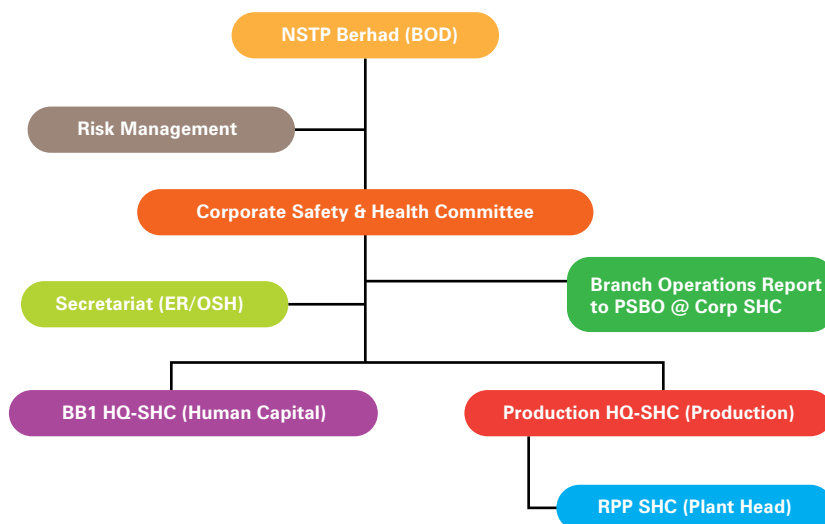 NSTP Berhad (BOD)
Risk Management
Corporate Safety & Health Committee
Secretariat (ER/OSH)
Branch Operations Report
to PSBO @ Corp SHC
BB1 HQ-SHC (Human Capital)
Production HQ-SHC (Production)
RPP SHC (Plant Head)